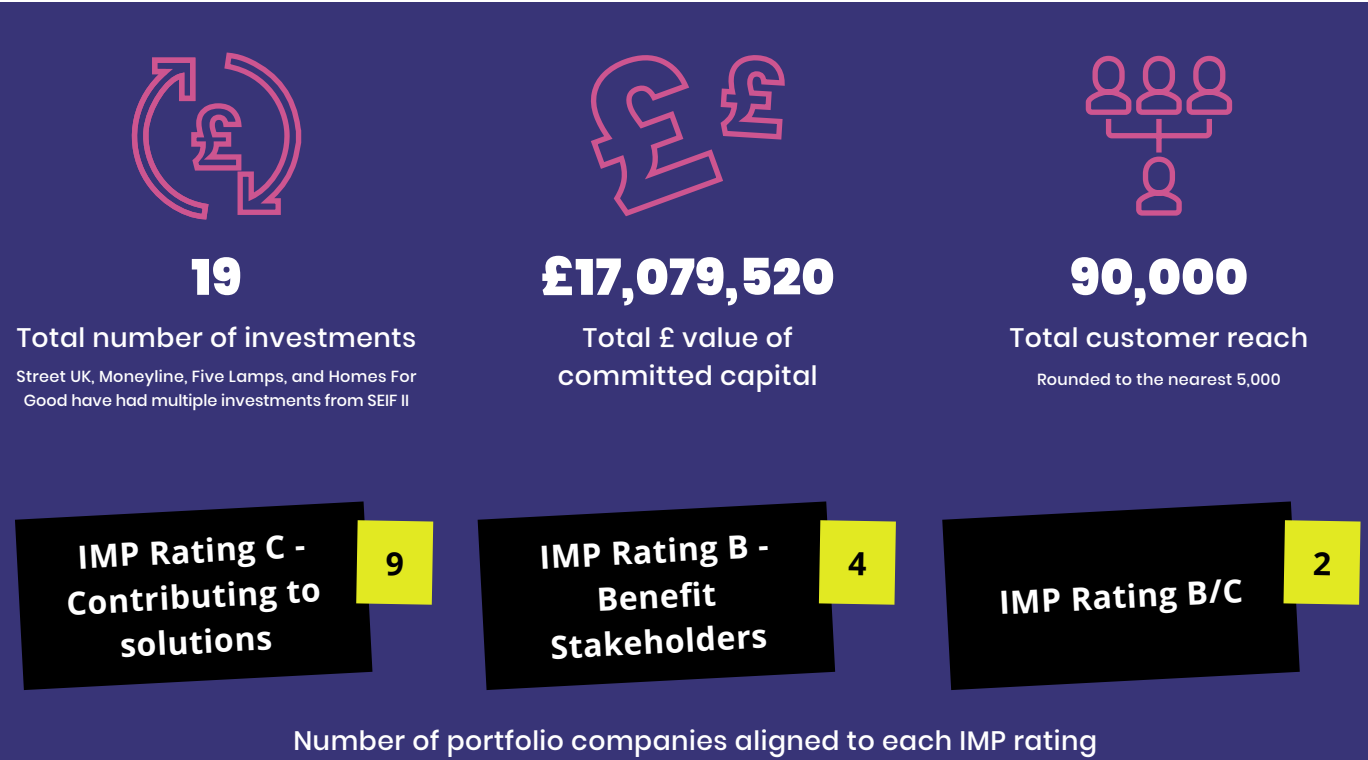 19
Total number of investments
Street UK, Moneyline, Five Lamps, and Homes For
Good have had multiple investments from SEIF II
£17,079,520
Total £ value of
committed capital
90,000
Total customer reach
Rounded to the nearest 5,000
IMP Rating C -
Contributing to
solutions
9
IMP Rating B -
Benefit
Stakeholders
4
IMP Rating B/C
2
Number of portfolio companies aligned to each IMP rating